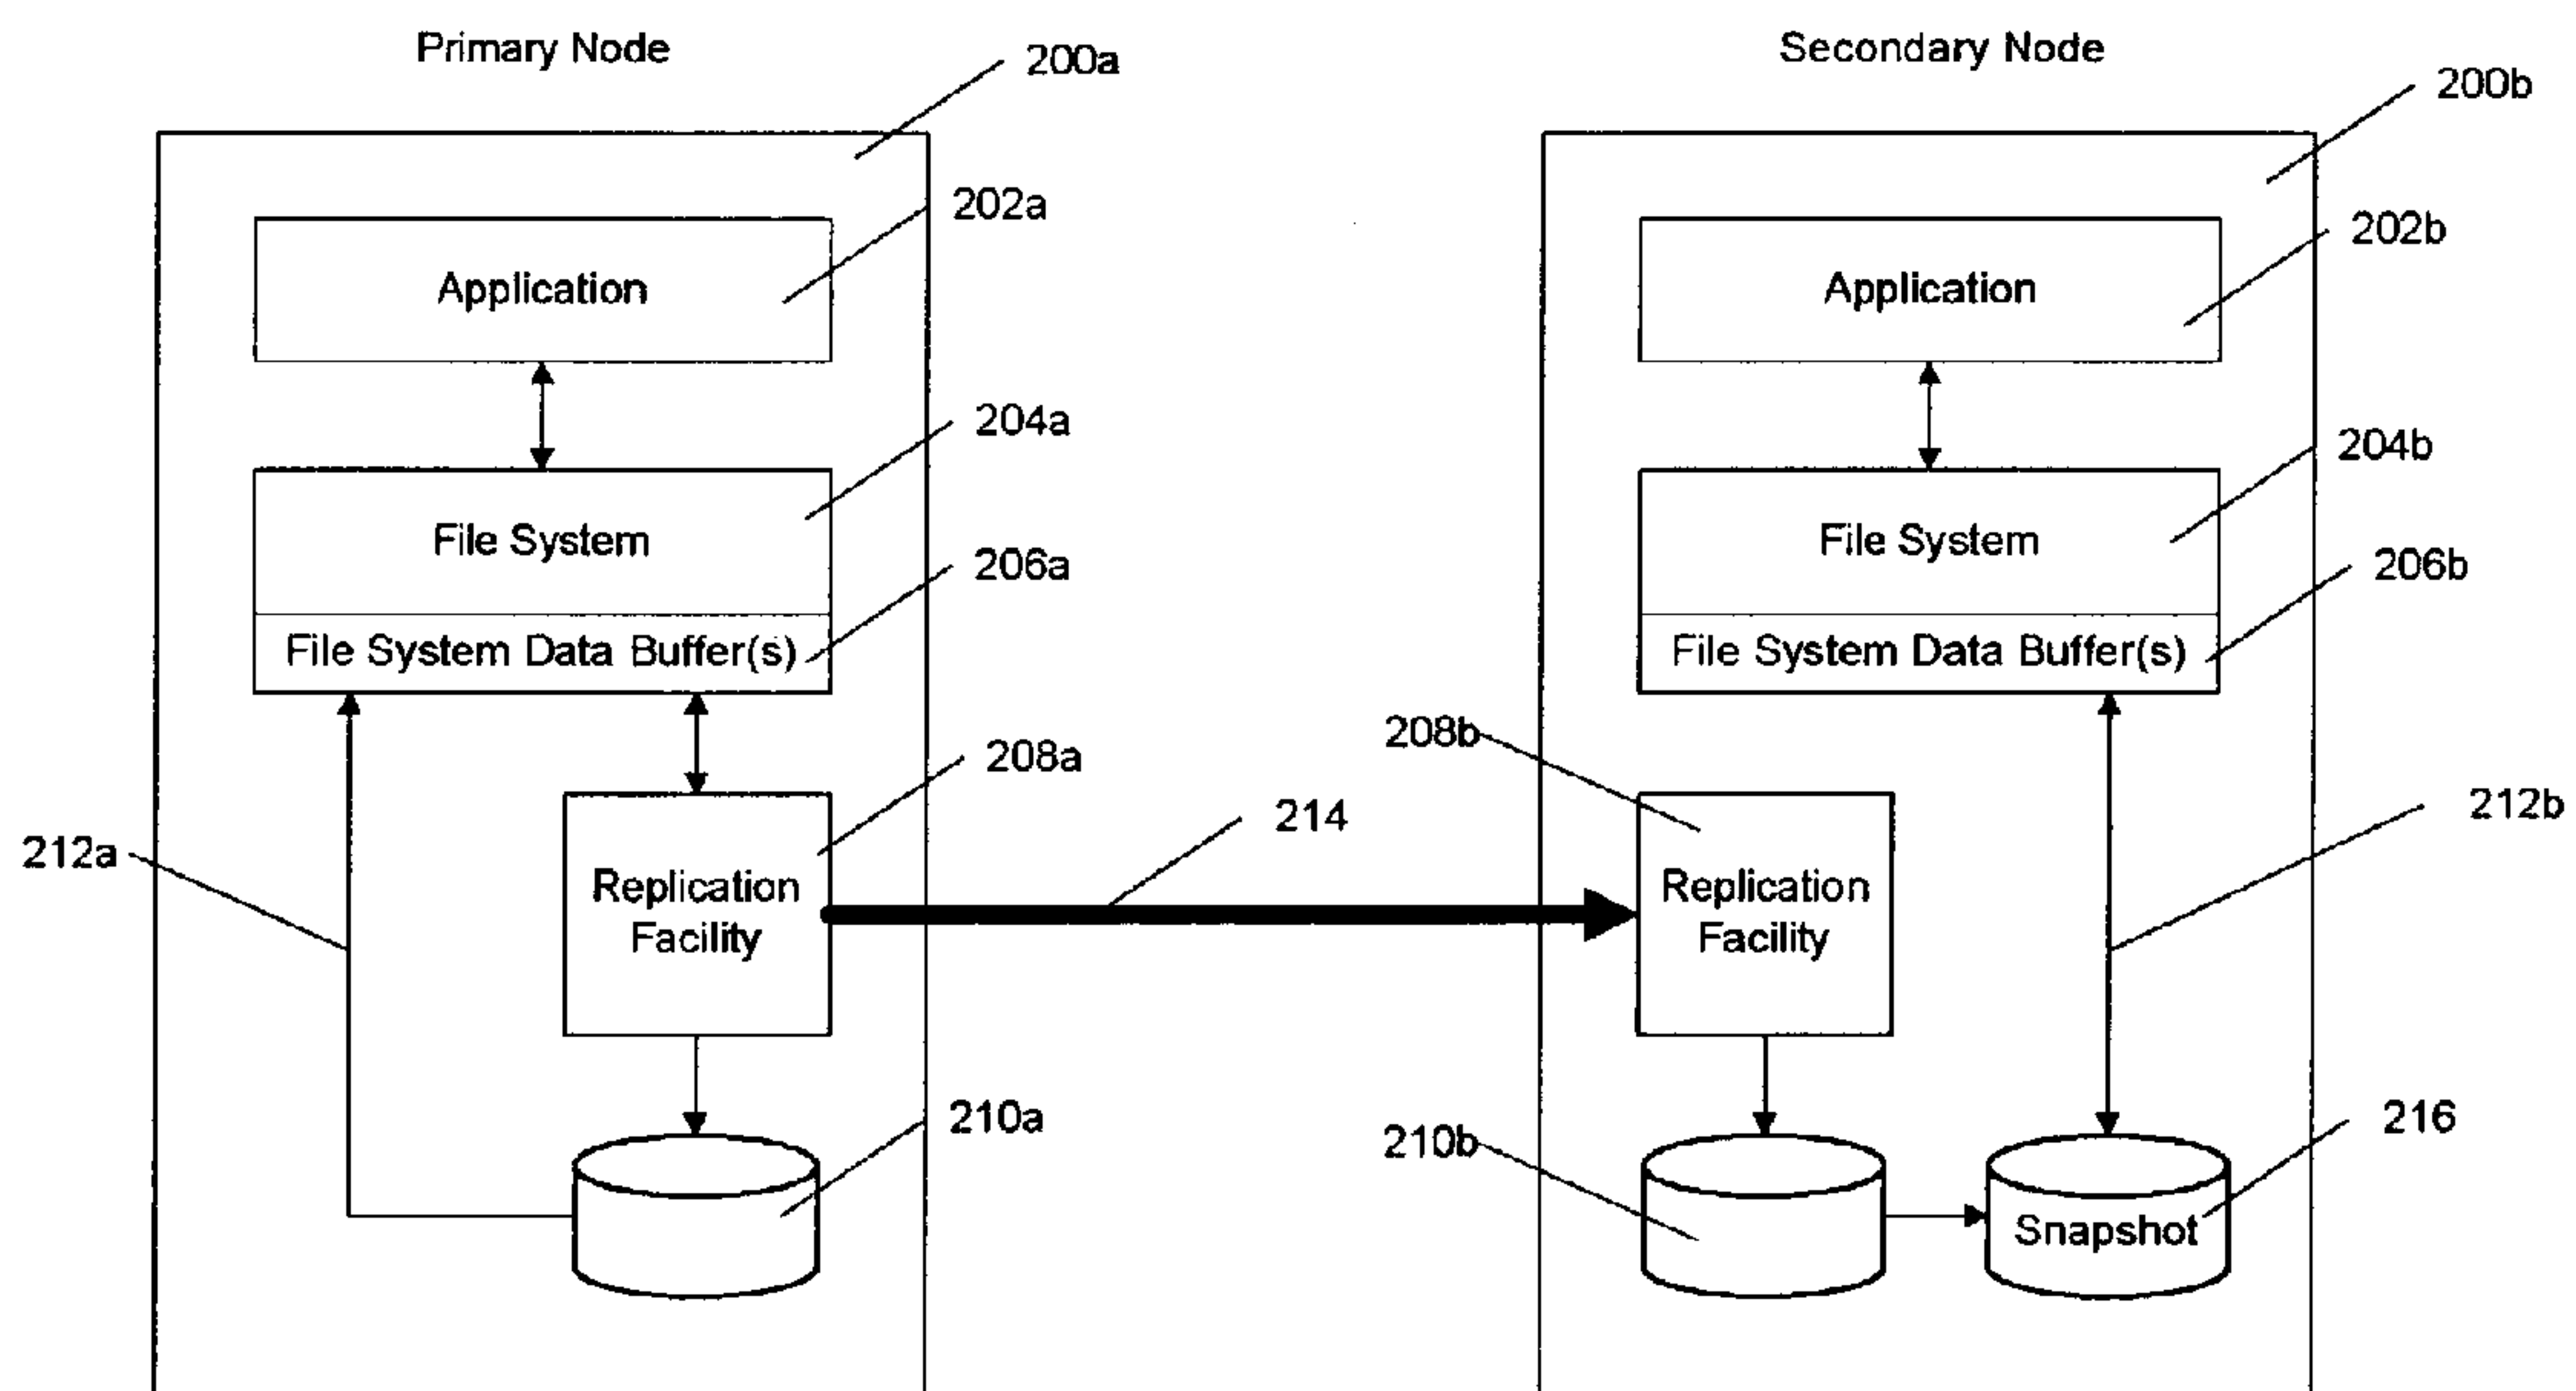 Primary Node
Secondary Node
200a
200b
202a
202b
Application
Application
204a
204b
File System
File System
206a
206b
File System Data Buffer(s)
File System Data Buffer(s)
208a
208b
214
212a
212b
Replication
Facility
Replication
Facility
210a
210b
216
Snapshot